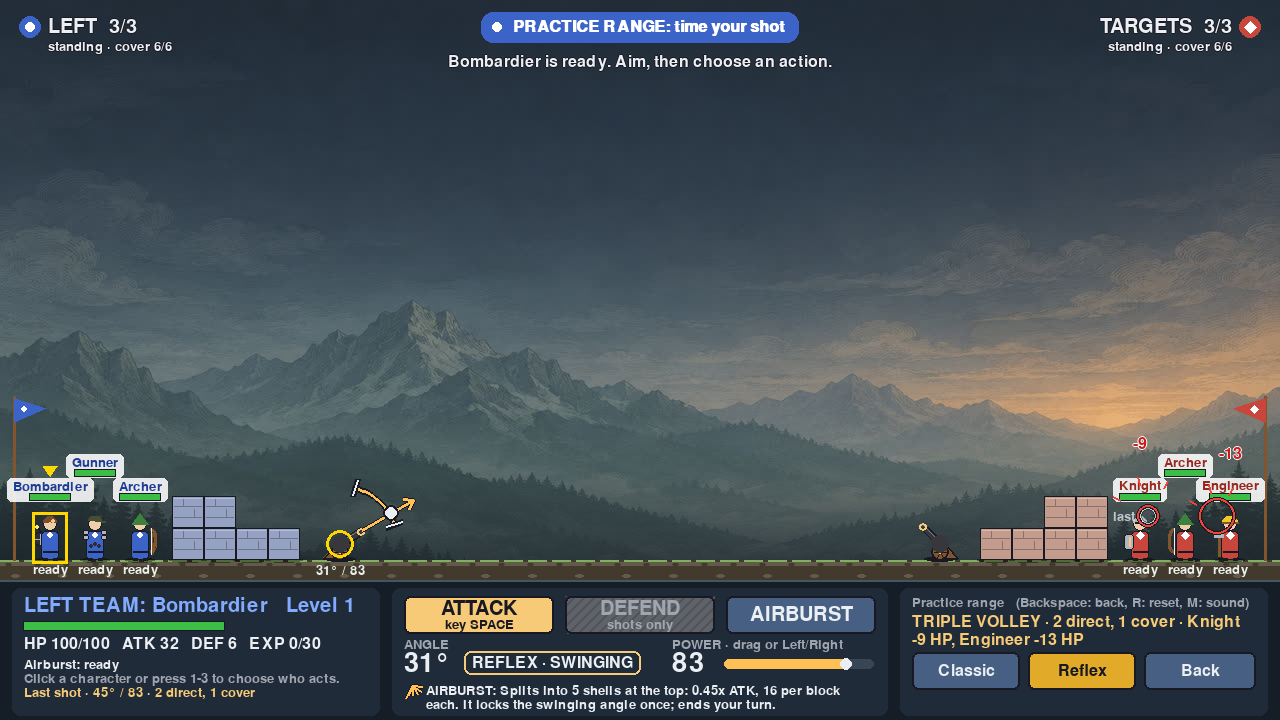 LEFT 3/3
standing · cover 6/6
PRACTICE RANGE: time your shot
Bombardier is ready. Aim, then choose an action.
TARGETS 3/3
standing · cover 6/6
Gunner
Bombardier
Archer
ready
ready
ready
31° / 83
-9
-13
Archer
Knight
Engineer
last
ready
ready
ready
LEFT TEAM: Bombardier Level 1
HP 100/100 ATK 32 DEF 6 EXP 0/30
Airburst: ready
Click a character or press 1-3 to choose who acts.
Last shot · 45° / 83 · 2 direct, 1 cover
ATTACK
key SPACE
DEFEND
shots only
AIRBURST
ANGLE
31°
REFLEX · SWINGING
POWER · drag or Left/Right
83
AIRBURST: Splits into 5 shells at the top: 0.45x ATK, 16 per block
each. It locks the swinging angle once; ends your turn.
Practice range (Backspace: back, R: reset, M: sound)
TRIPLE VOLLEY · 2 direct, 1 cover · Knight
-9 HP, Engineer -13 HP
Classic
Reflex
Back